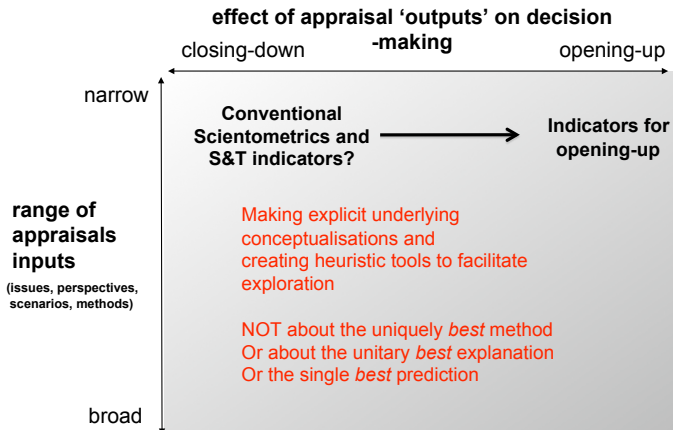 effect of appraisal ‘outputs’ on decision
-making
closing-down
opening-up
narrow
Conventional
Scientometrics and
S&T indicators?
Indicators for
opening-up
range of
appraisals
inputs
(issues, perspectives,
scenarios, methods)
Making explicit underlying
conceptualisations and
creating heuristic tools to facilitate
exploration
NOT about the uniquely best method
Or about the unitary best explanation
Or the single best prediction
broad